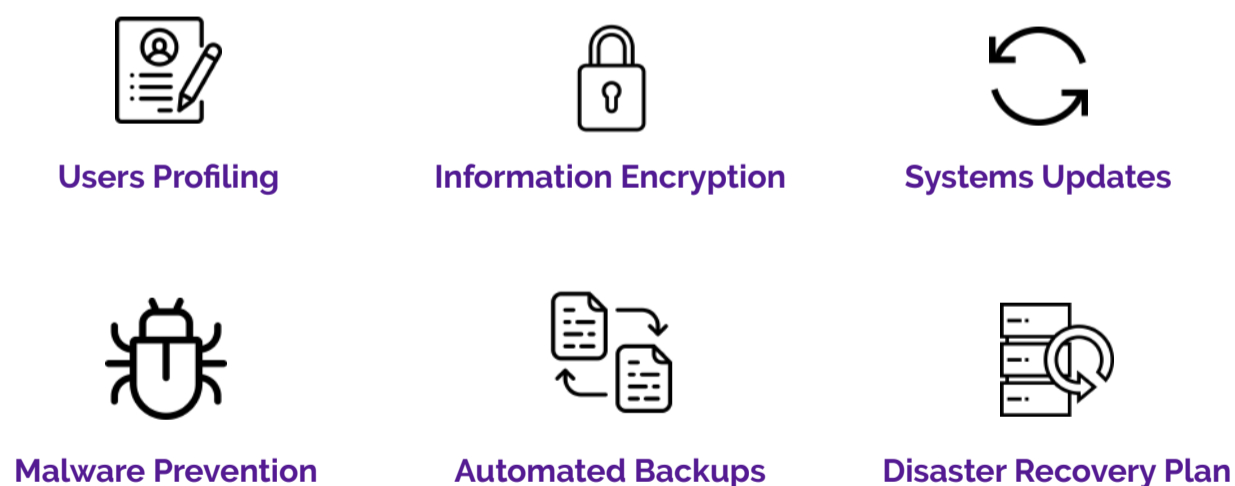 Users Profiling
Information Encryption
Systems Updates
Malware Prevention
Automated Backups
Disaster Recovery Plan